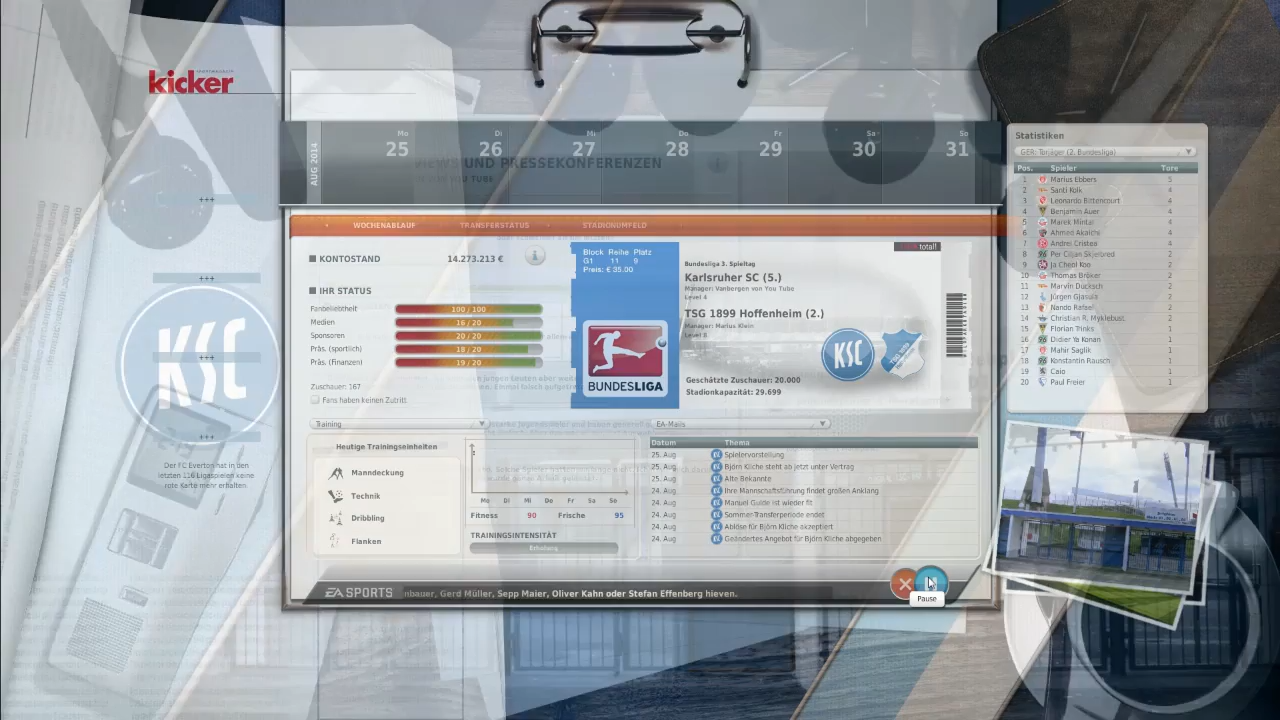 kicker
AUG 2014
Mo Di Mi Do Fr Sa So
25 26 27 28 29 30 31
VIEWS UND PRESSEKONFERENZEN
YOU TUBE
WOCHENABLAUF TRANSFERSTATUS STADIONUMFELD
KONTOSTAND 14.273.213 €
IHR STATUS
Fanbeliebtheit 100 / 100
Medien 16 / 20
Sponsoren 20 / 20
Präs. (sportlich) 18 / 20
Präs. (Finanzen) 19 / 20
Zuschauer: 167
Fans haben keinen Zutritt
Block Reihe Platz
G1 11 9
Preis: € 35.00
BUNDESLIGA
total!
Bundesliga 3. Spieltag
Karlsruher SC (5.)
Manager: Vanbergen von You Tube
Level 4
TSG 1899 Hoffenheim (2.)
Manager: Marius Klein
Level 8
KSC
Geschätzte Zuschauer: 20.000
Stadionkapazität: 29.699
Training
Heutige Trainingseinheiten
Manndeckung
Technik
Dribbling
Flanken
Mo Di Mi Do Fr Sa So
Fitness 90 Frische 95
TRAININGSINTENSITÄT
Erholung
EA-Mails
Datum Thema
25. Aug Spielervorstellung
25. Aug Björn Kliche steht ab jetzt unter Vertrag
25. Aug Alte Bekannte
24. Aug Ihre Mannschaftsführung findet großen Anklang
24. Aug Manuel Gulde ist wieder fit
24. Aug Sommer-Transferperiode endet
24. Aug Ablöse für Björn Kliche akzeptiert
24. Aug Geändertes Angebot für Björn Kliche abgegeben
EA SPORTS
nbauer, Gerd Müller, Sepp Maier, Oliver Kahn oder Stefan Effenberg hieven.
Pause
Statistiken
GER: Torjäger (2. Bundesliga)
Pos. Spieler Tore
1 Marius Ebbers 5
2 Santi Kolk 4
3 Leonardo Bittencourt 4
4 Benjamin Auer 4
5 Marek Mintal 4
6 Ahmed Akaichi 4
7 Andrei Cristea 4
8 Per Ciljan Skjelbred 2
9 Ja-Cheol Koo 2
10 Thomas Bröker 2
11 Marvin Ducksch 2
12 Jürgen Gjasula 2
13 Nando Rafael 2
14 Christian R. Myklebust 2
15 Florian Thinks 1
16 Didier Ya Konan 1
17 Mahir Saglik 1
18 Konstantin Rausch 1
19 Caio 1
20 Paul Freier 1
+++
+++
KSC
+++
+++
Der FC Everton hat in den
letzten 116 Ligaspielen keine
rote Karte mehr erhalten.